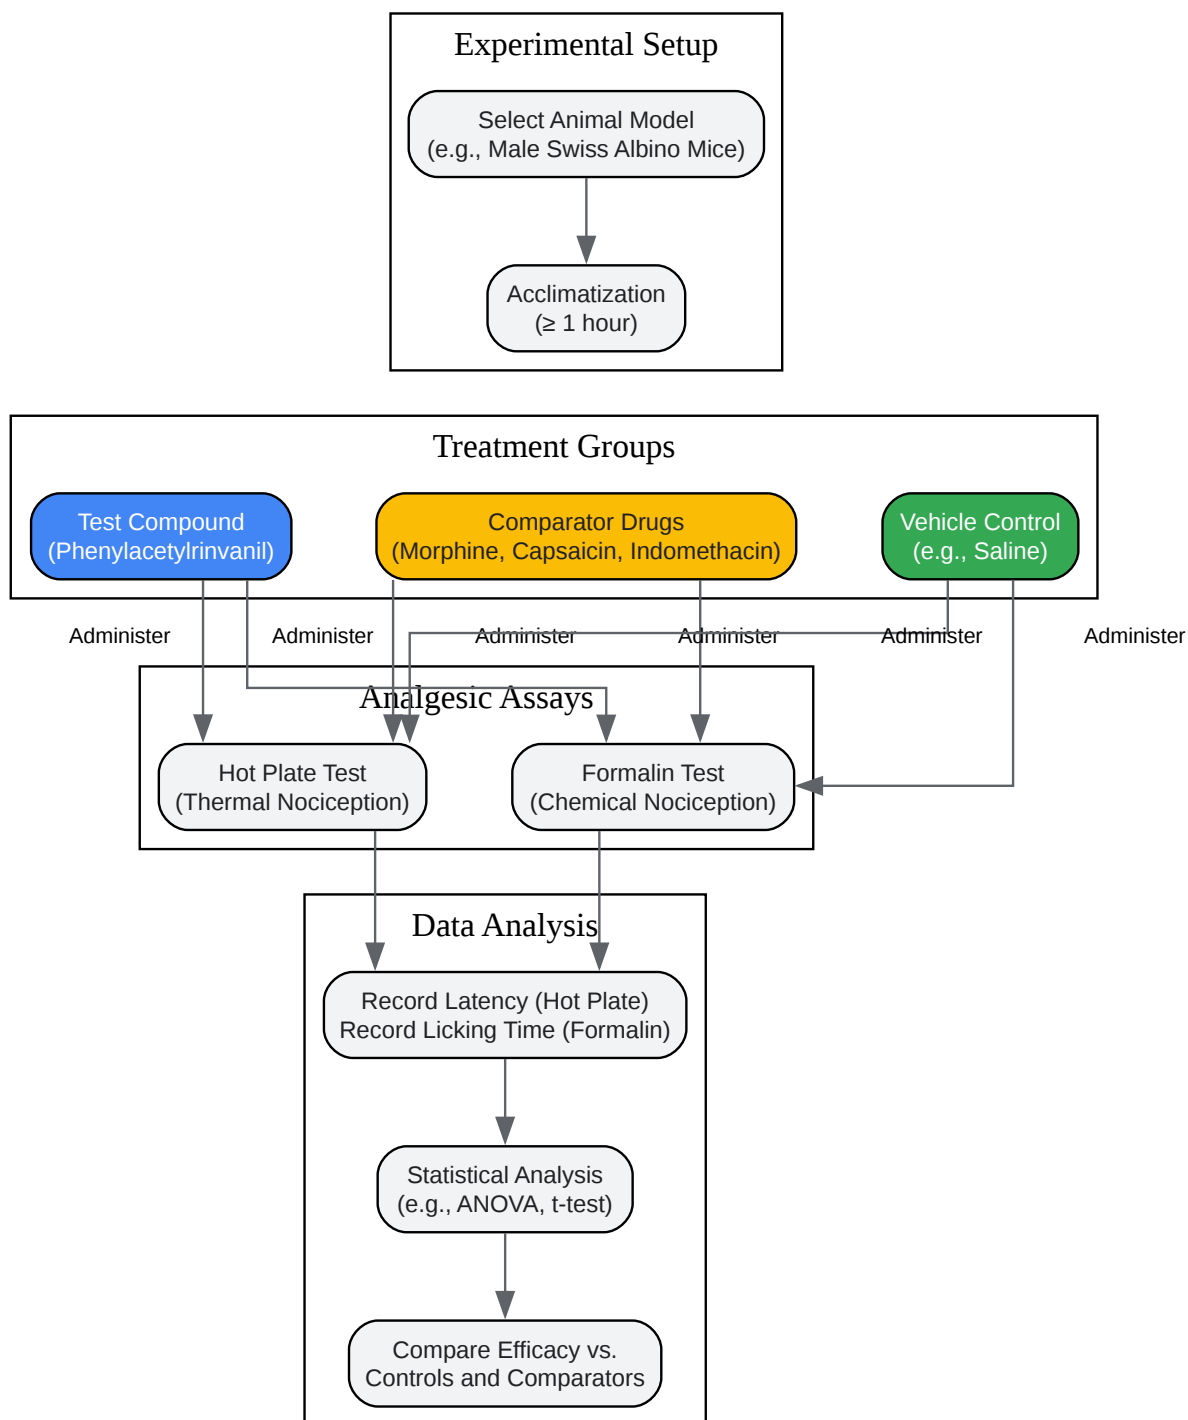 Experimental Setup
Select Animal Model
(e.g., Male Swiss Albino Mice)
Acclimatization
(≥ 1 hour)
Treatment Groups
Test Compound
(Phenylacetylrinvanil)
Comparator Drugs
(Morphine, Capsaicin, Indomethacin)
Vehicle Control
(e.g., Saline)
Administer
Administer
Administer
Administer
Administer
Administer
Analgesic Assays
Hot Plate Test
(Thermal Nociception)
Formalin Test
(Chemical Nociception)
Data Analysis
Record Latency (Hot Plate)
Record Licking Time (Formalin)
Statistical Analysis
(e.g., ANOVA, t-test)
Compare Efficacy vs.
Controls and Comparators